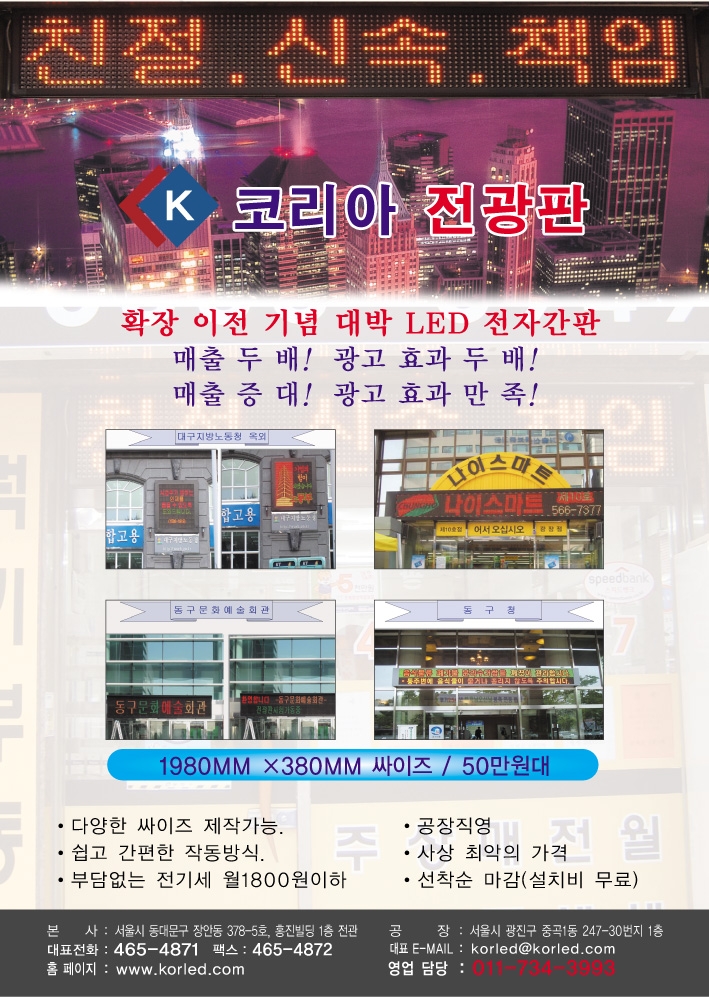 친절.신속.책임
K 코리아 전광판
확장 이전 기념 대박 LED 전자간판
매출 두 배! 광고 효과 두 배!
매출 증 대! 광고 효과 만 족!
대구지방노동청 옥외
나이스마트
나이스마트
566-7377
어서오십시오
합고용
합고용
동구문화예술회관
동 구 청
동구문화예술회관
1980MM ×380MM 싸이즈 / 50만원대
• 다양한 싸이즈 제작가능.
• 쉽고 간편한 작동방식.
• 부담없는 전기세 월1800원이하
• 공장직영
• 사상 최악의 가격
• 선착순 마감(설치비 무료)
본 사 : 서울시 동대문구 장안동 378-5호, 홍진빌딩 1층 전관
대표전화 : 465-4871 팩스 : 465-4872
홈 페이지 : www.korled.com
공 장 : 서울시 광진구 중곡1동 247-30번지 1층
대표 E-MAIL : korled@korled.com
영업 담당 : 011-734-3993